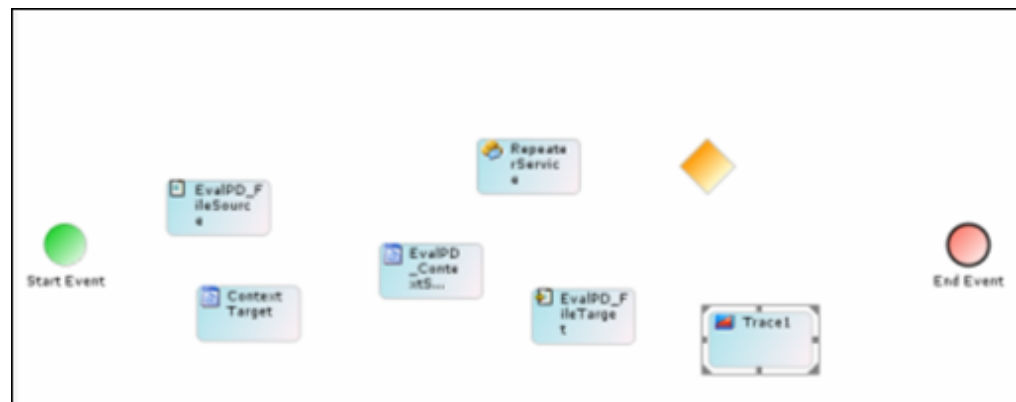 Repeate
rServic
e
EvalPD_F
ileSourc
e
Start Event
EvalPD
_Conte
xtS...
End Event
Context
Target
EvalPD_F
ileTarge
t
Trace1